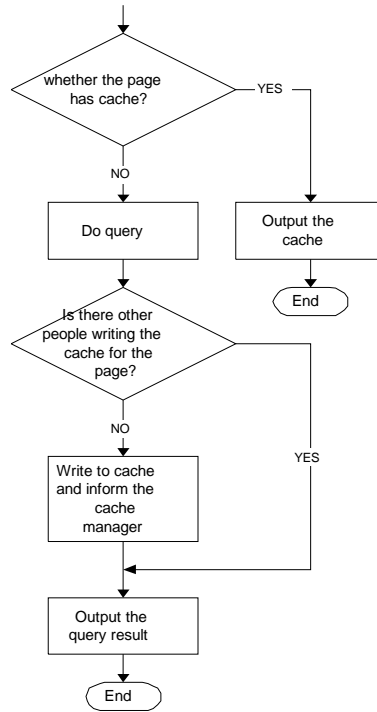 whether the page
has cache?
YES
NO
Do query
Output the
cache
End
Is there other
people writing the
cache for the
page?
NO
YES
Write to cache
and inform the
cache
manager
Output the
query result
End